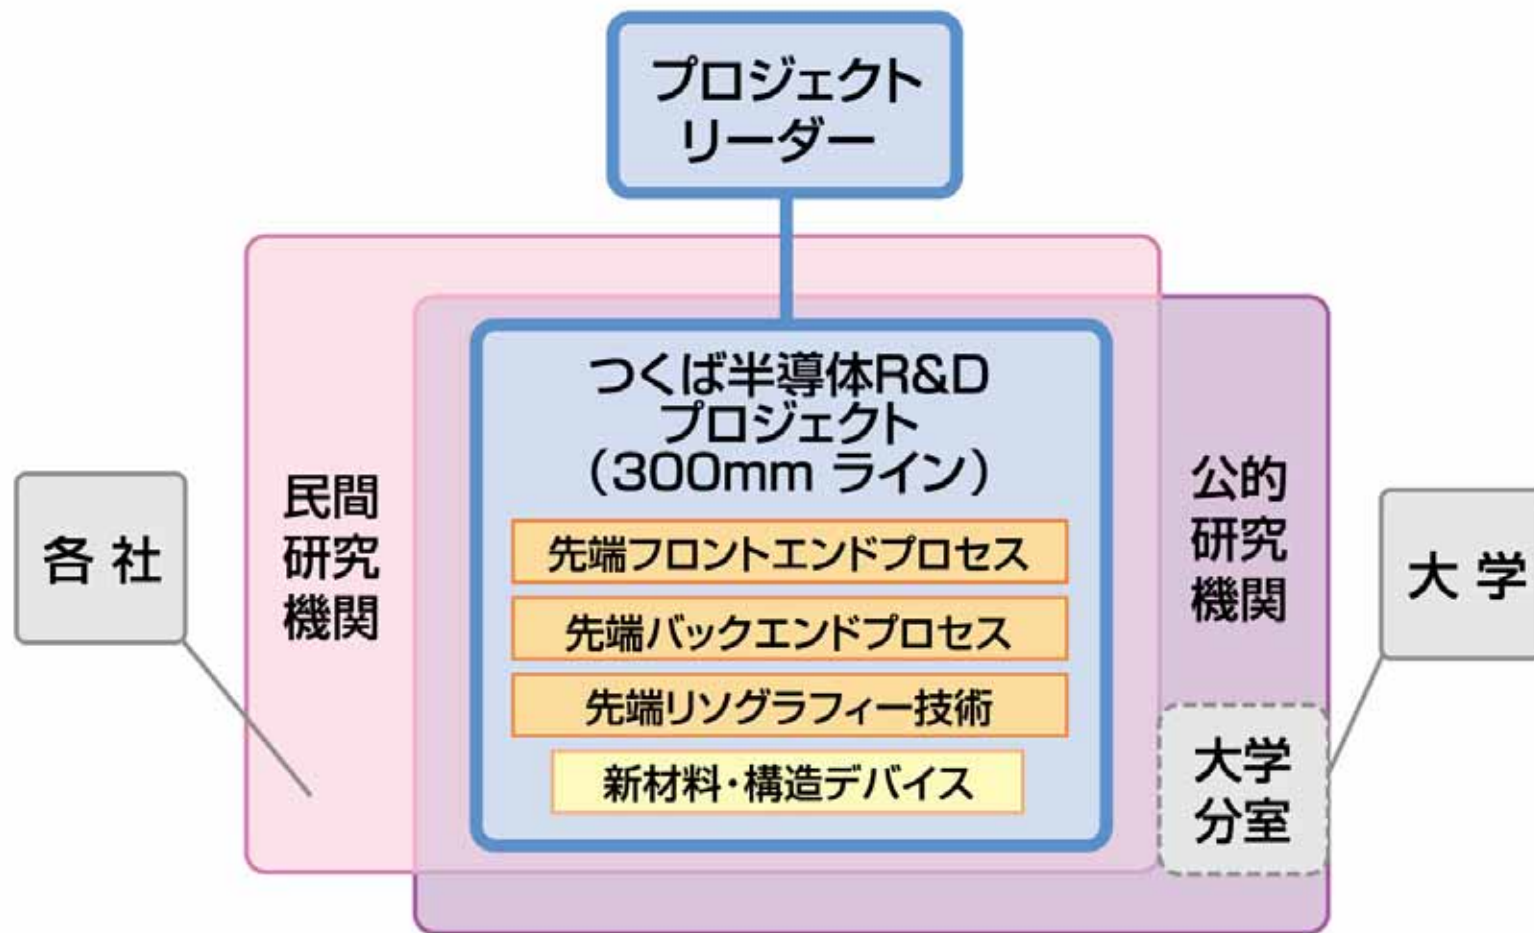 プロジェクト
リーダー
つくば半導体R&D
プロジェクト
（300mm ライン）
先端フロントエンドプロセス
先端バックエンドプロセス
先端リソグラフィー技術
新材料・構造デバイス
民間
研究
機関
各 社
公的
研究
機関
大 学
大学
分室